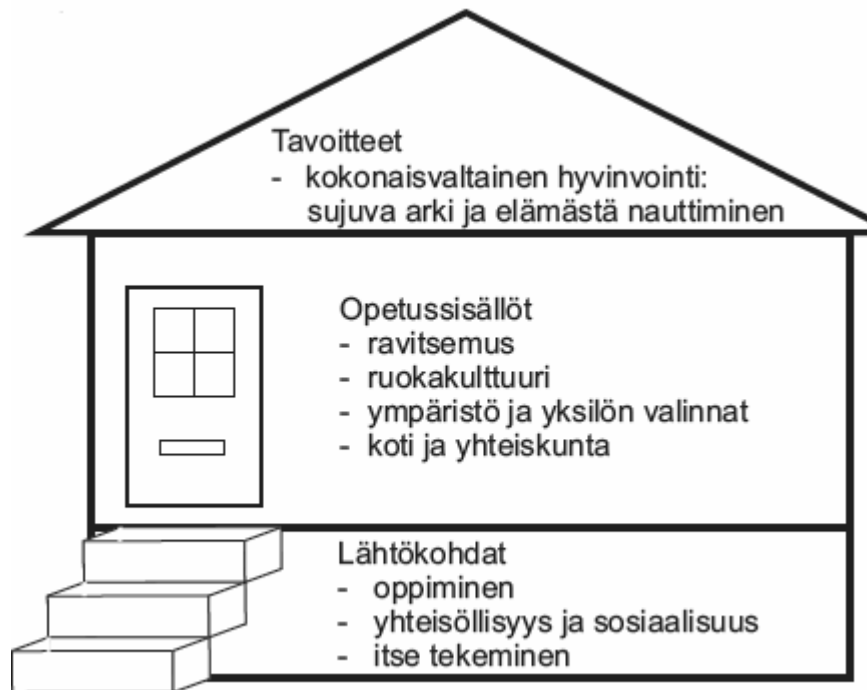 Tavoitteet
- kokonaisvaltainen hyvinvointi:
sujuva arki ja elämästä nauttiminen
Opetussisällöt
- ravitsemus
- ruokakulttuuri
- ympäristö ja yksilön valinnat
- koti ja yhteiskunta
Lähtökohdat
- oppiminen
- yhteisöllisyys ja sosiaalisuus
- itse tekeminen